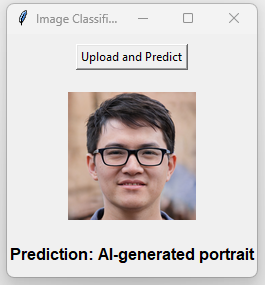 Image Classifi...
Upload and Predict
Prediction: AI-generated portrait